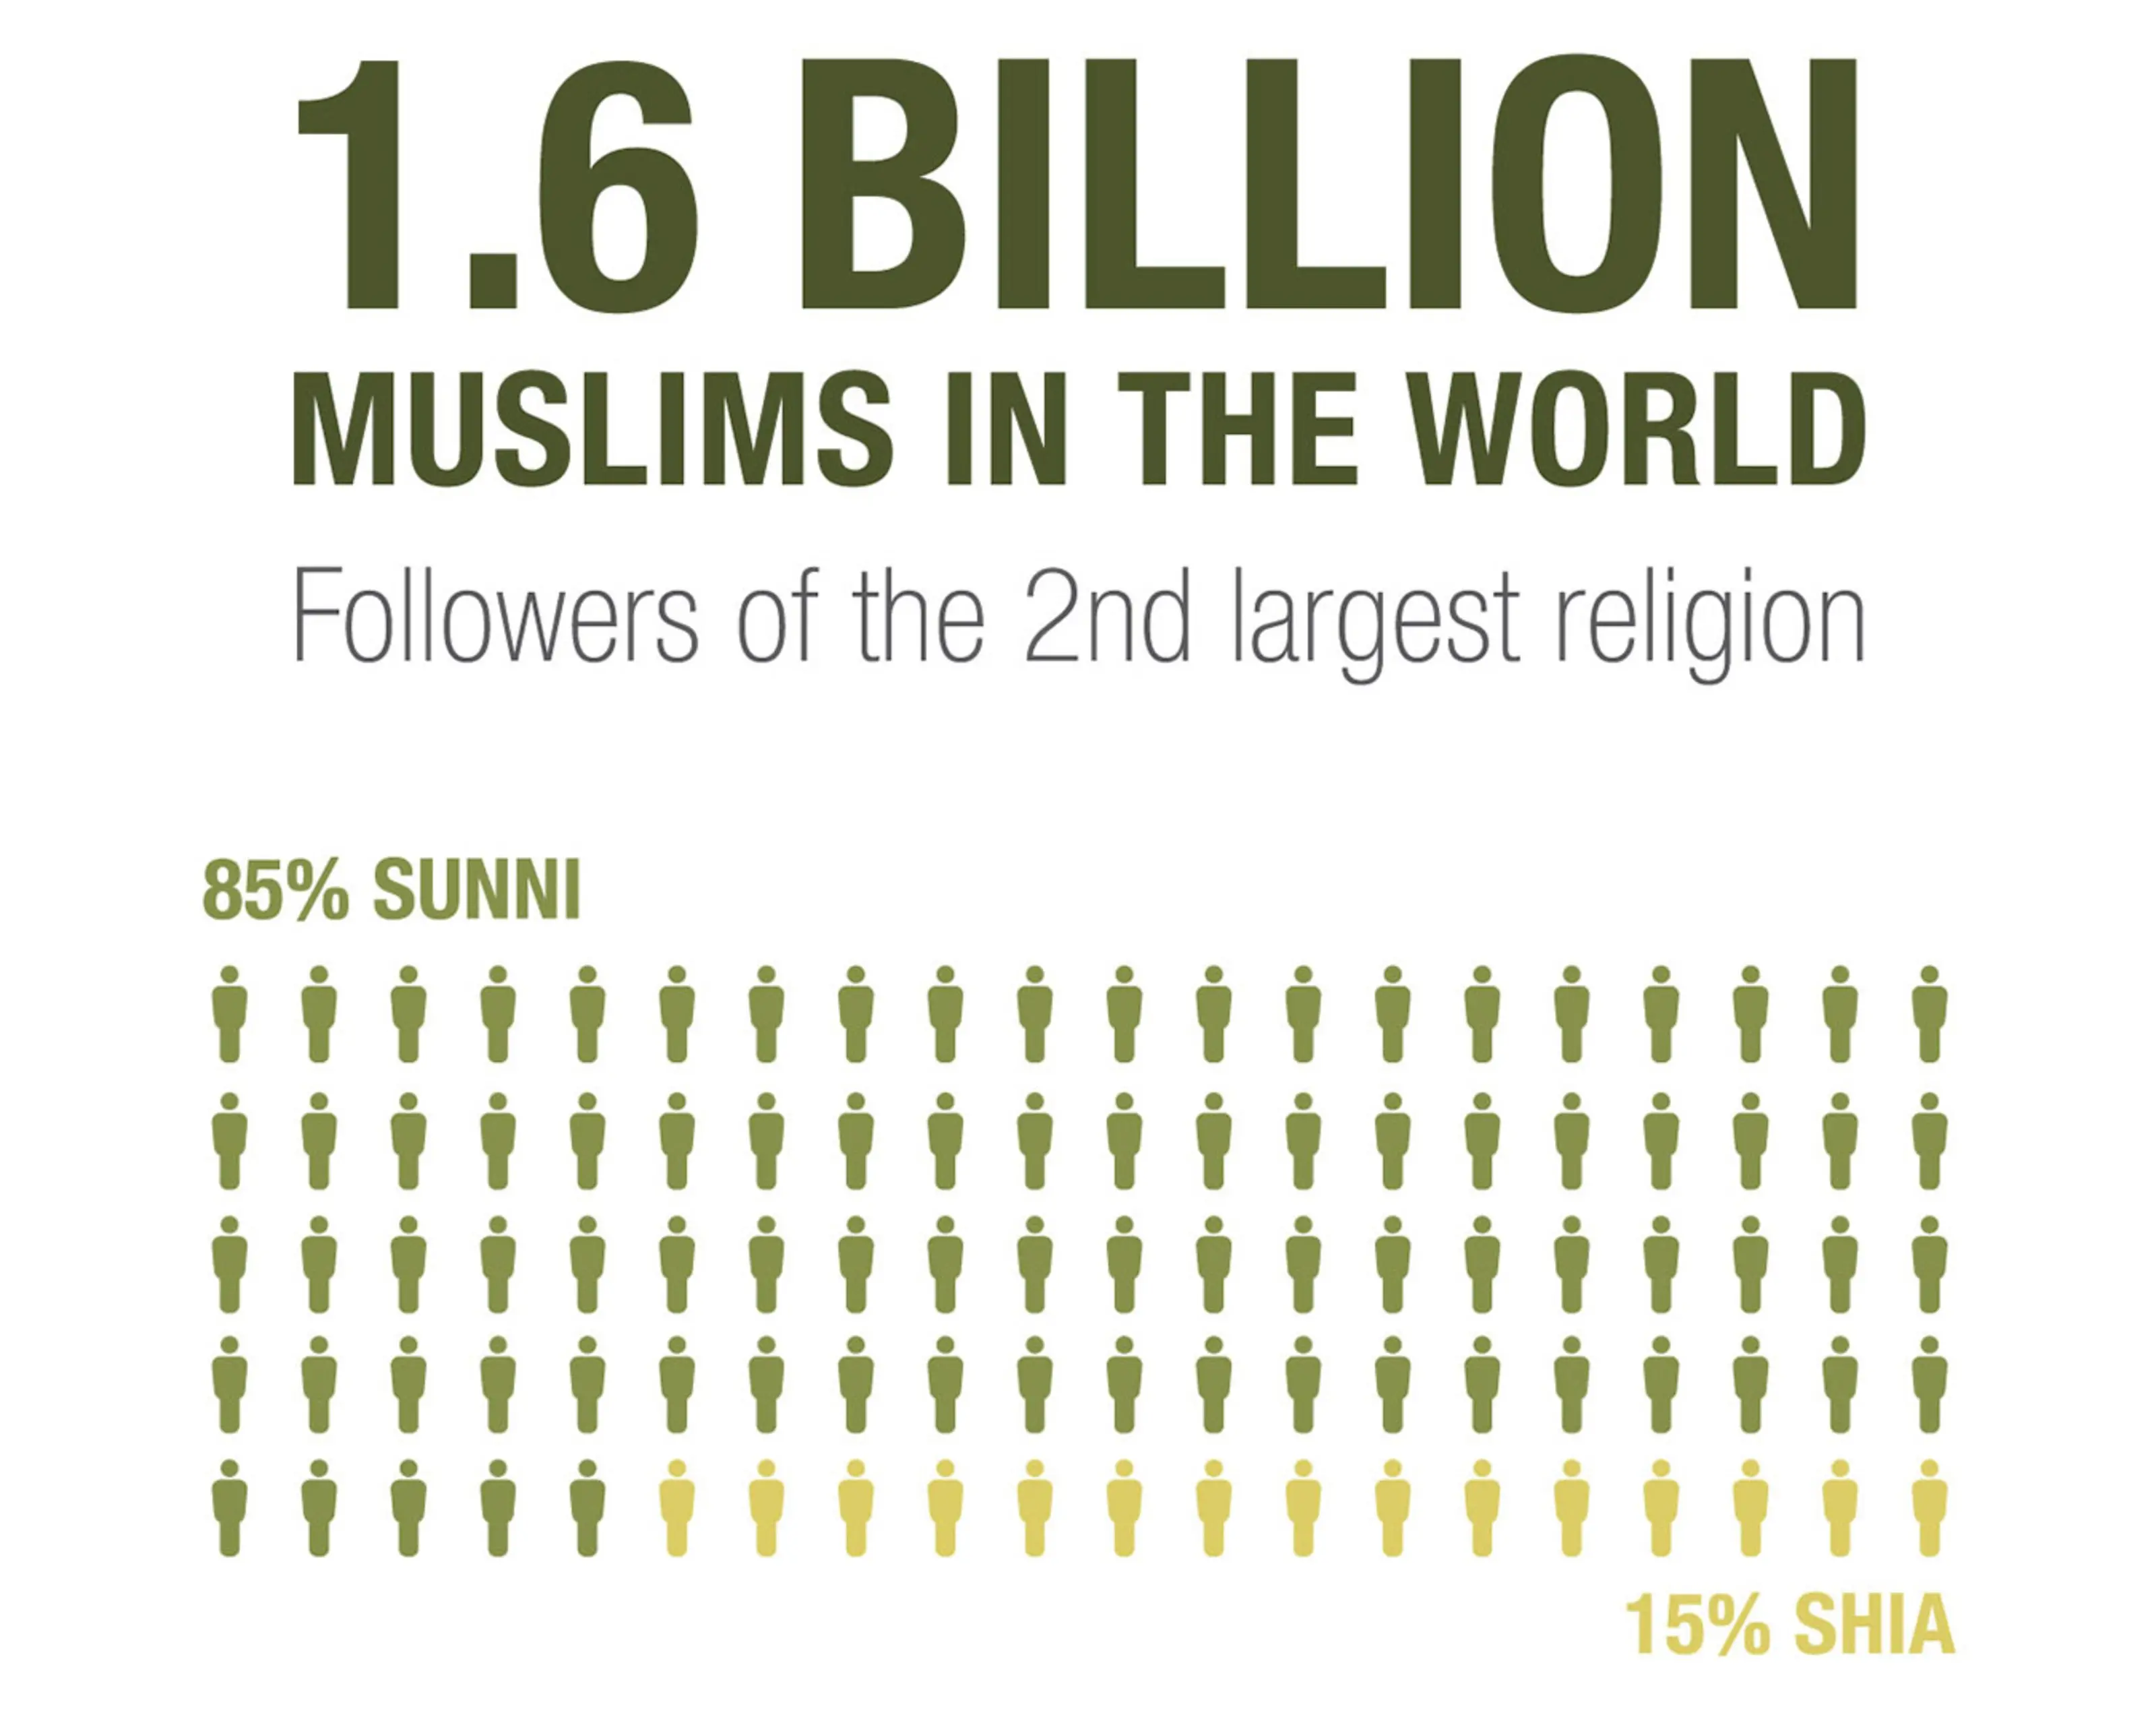 1.6 BILLION
MUSLIMS IN THE WORLD
Followers of the 2nd largest religion
85% SUNNI
15% SHIA